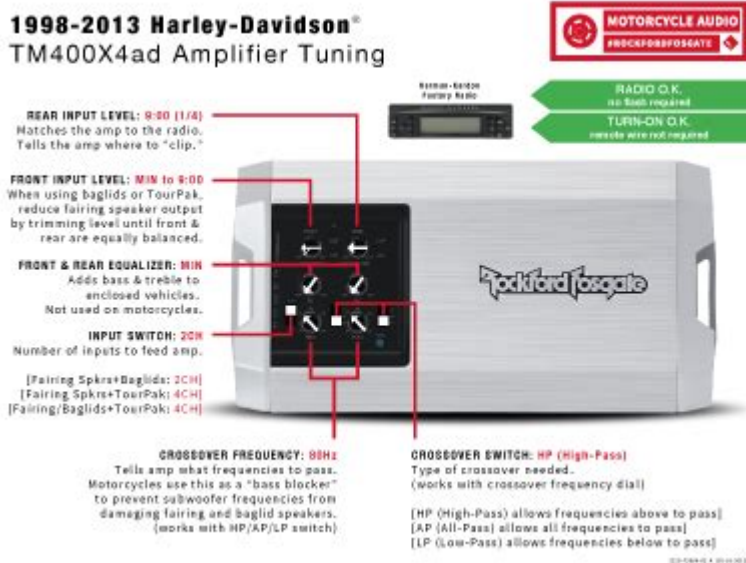 1998-2013 Harley-Davidson®
TM400X4ad Amplifier Tuning
MOTORCYCLE AUDIO
#ROCKFORDFOSGATE
Harman-Kardon
Factory Radio
RADIO O.K.
no flash required
TURN-ON O.K.
remote wire not required
REAR INPUT LEVEL: 9:00 (1/4)
Matches the amp to the radio.
Tells the amp where to "clip."
FRONT INPUT LEVEL: MIN to 9:00
When using baglids or TourPak,
reduce fairing speaker output
by trimming level until front &
rear are equally balanced.
FRONT & REAR EQUALIZER: MIN
Adds bass & treble to
enclosed vehicles.
Not used on motorcycles.
INPUT SWITCH: 2CH
Number of inputs to feed amp.
[Fairing Spkrs+Baglids: 2CH]
[Fairing Spkrs+TourPak: 4CH]
[Fairing/Baglids+TourPak: 4CH]
Rockford Fosgate
CROSSOVER FREQUENCY: 80Hz
Tells amp what frequencies to pass.
Motorcycles use this as a "bass blocker"
to prevent subwoofer frequencies from
damaging fairing and baglid speakers.
(works with HP/AP/LP switch)
CROSSOVER SWITCH: HP (High-Pass)
Type of crossover needed.
(works with crossover frequency dial)
[HP (High-Pass) allows frequencies above to pass]
[AP (All-Pass) allows all frequencies to pass]
[LP (Low-Pass) allows frequencies below to pass]